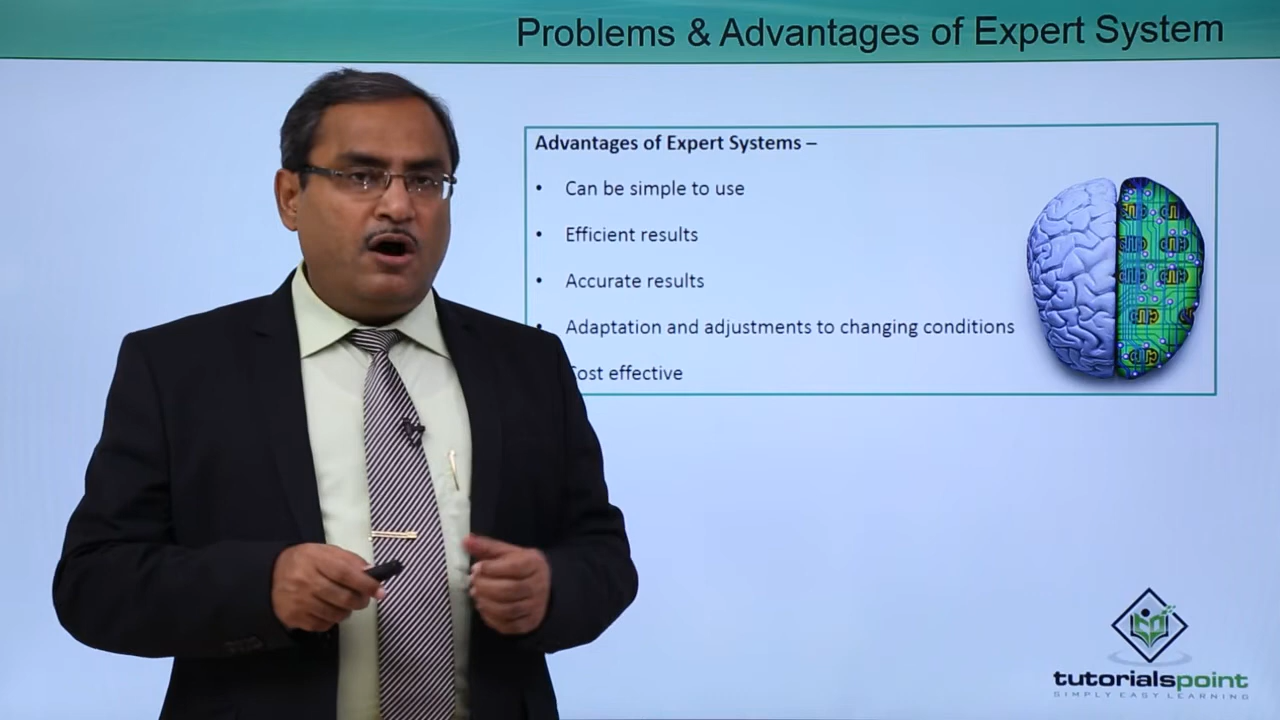 Problems & Advantages of Expert System
Advantages of Expert Systems –
• Can be simple to use
• Efficient results
• Accurate results
• Adaptation and adjustments to changing conditions
Cost effective
tutorialspoint
SIMPLY EASY LEARNING